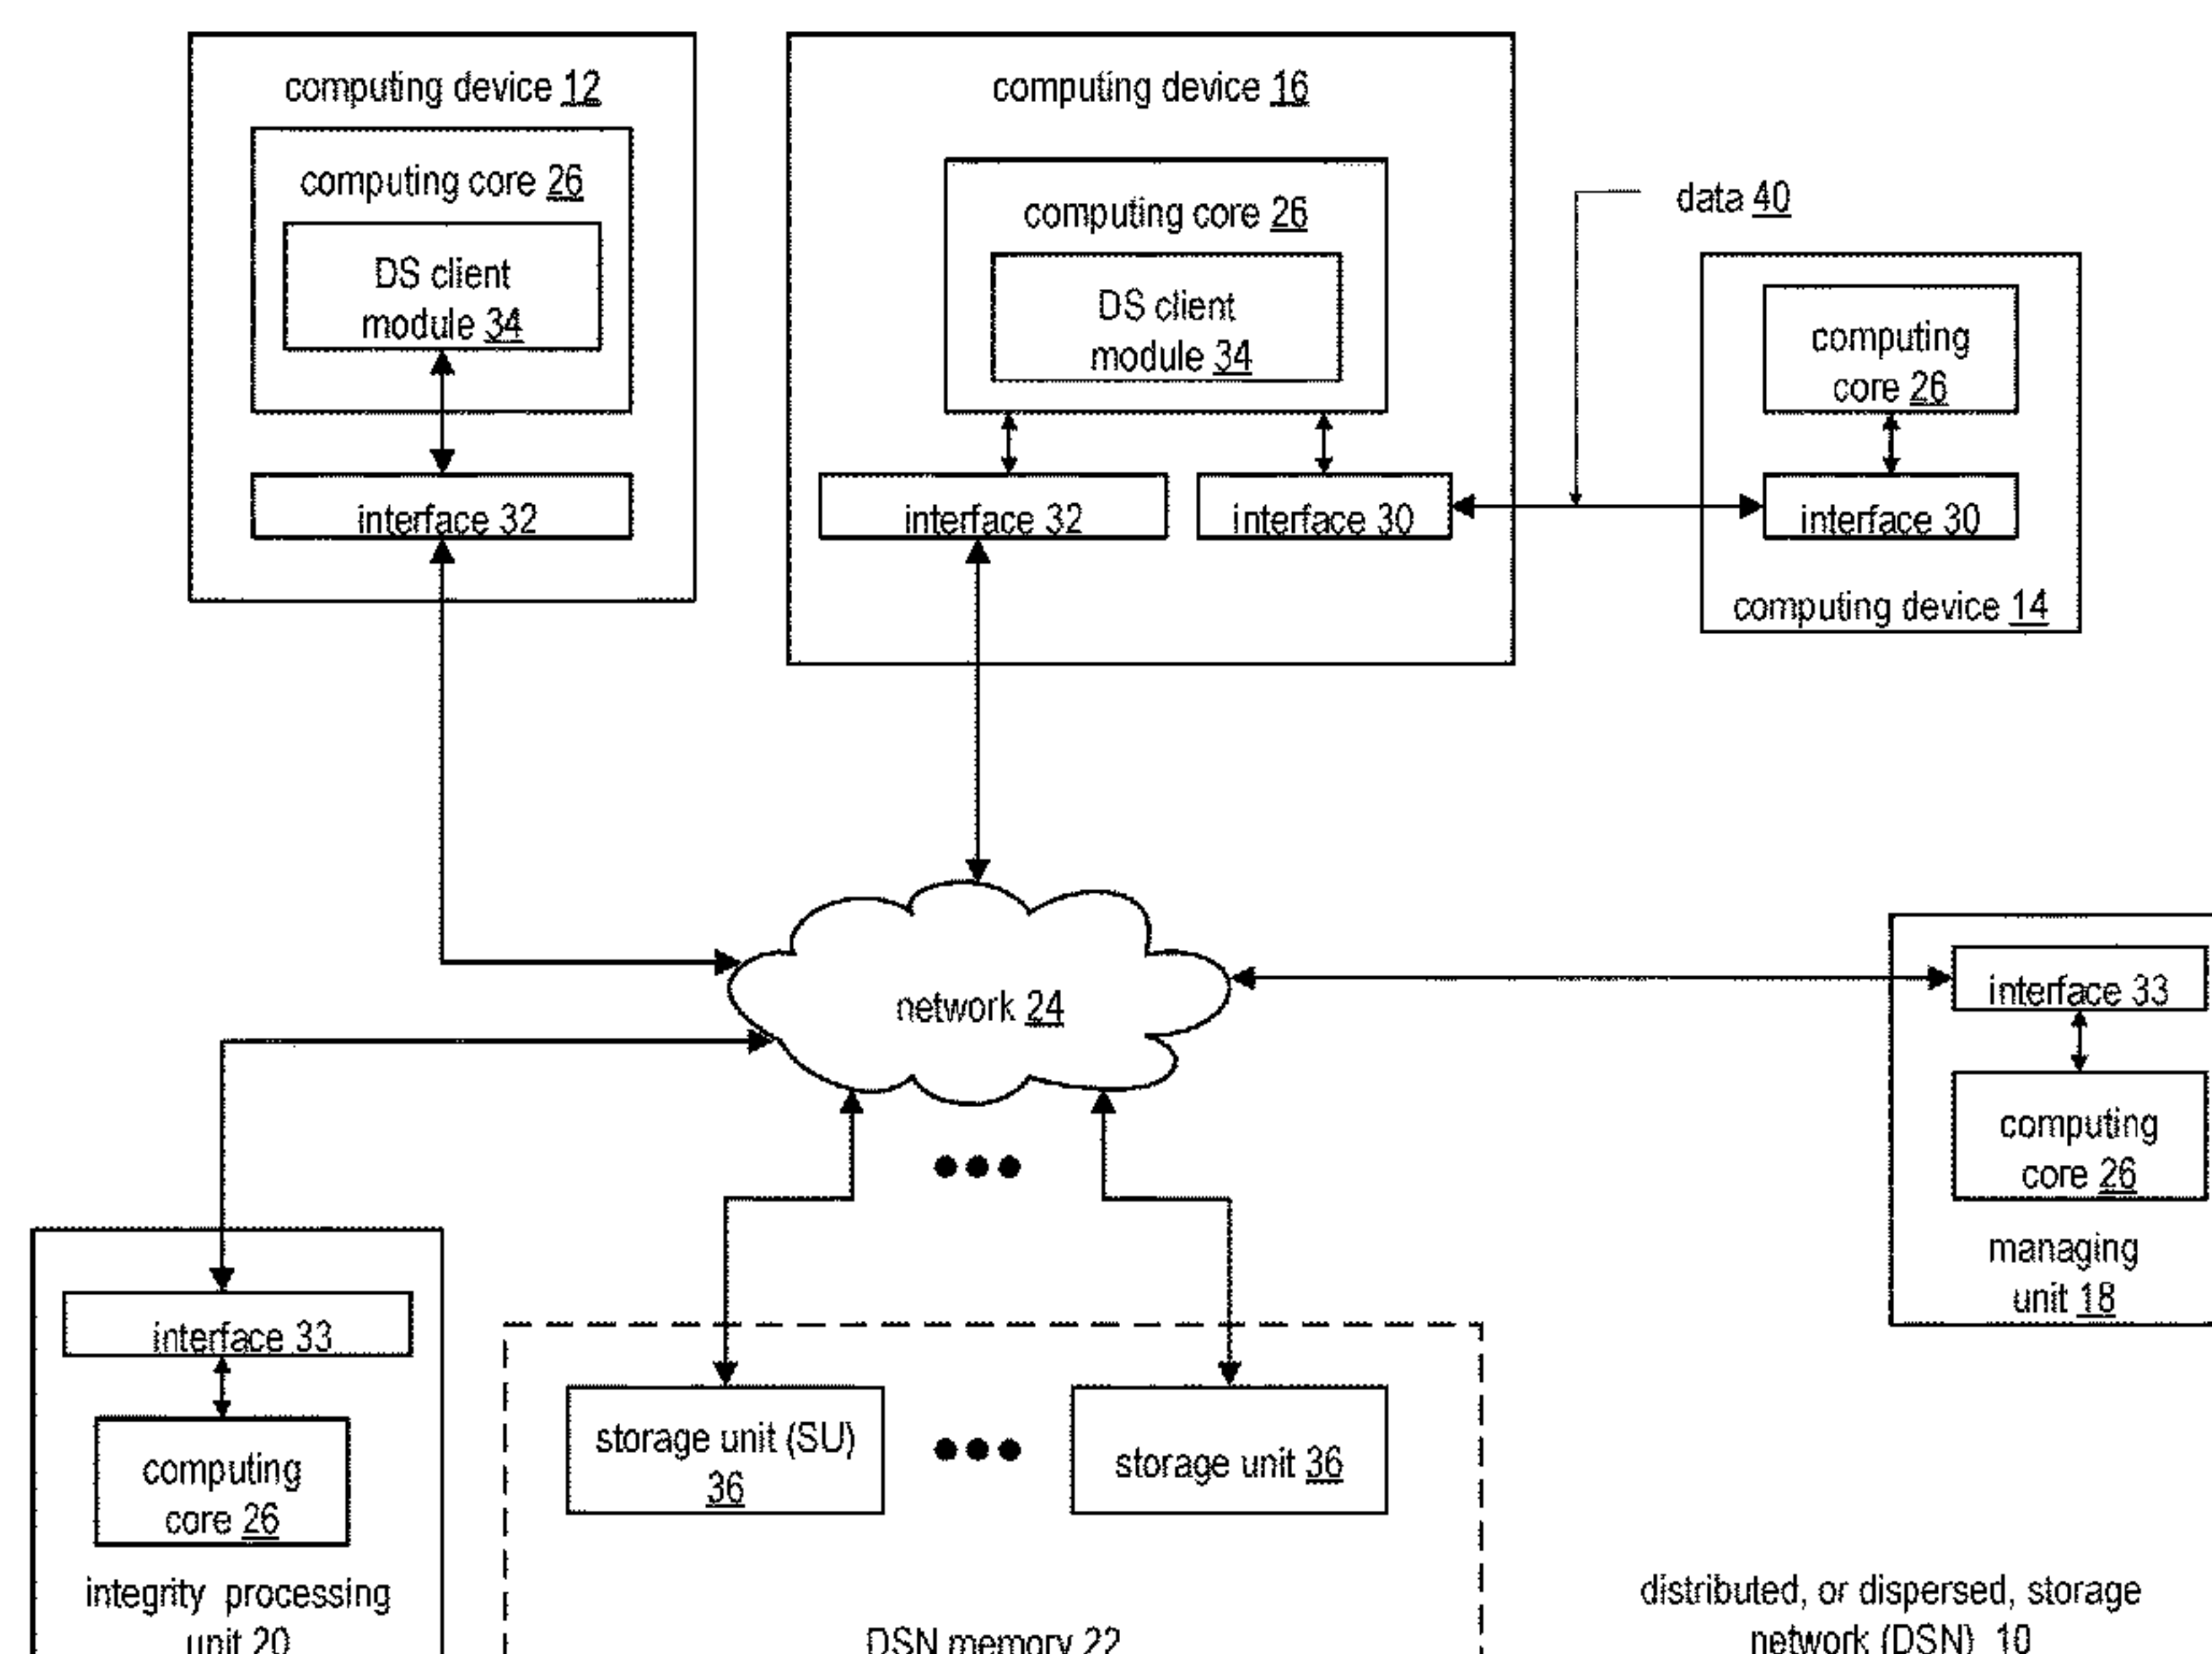 computing device 12
computing core 26
DS client
module 34
interface 32
computing device 16
computing core 26
DS client
module 34
interface 32
interface 30
data 40
computing
core 26
interface 30
computing device 14
network 24
interface 33
computing
core 26
managing
unit 18
interface 33
computing
core 26
integrity processing
unit 20
storage unit (SU)
36
storage unit 36
DSN memory 22
distributed, or dispersed, storage
network (DSN) 10